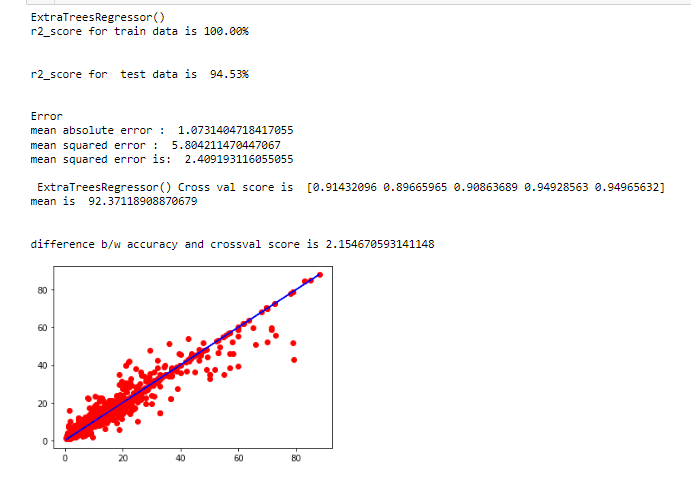 ExtraTreesRegressor()
r2_score for train data is 100.00%
r2_score for  test data is  94.53%
Error
mean absolute error :  1.0731404718417055
mean squared error :  5.804211470447067
mean squared error is:  2.409193116055055
ExtraTreesRegressor() Cross val score is  [0.91432096 0.89665965 0.90863689 0.94928563 0.94965632]
mean is  92.37118908870679
difference b/w accuracy and crossval score is 2.154670593141148
80
60
40
20
0
0 20 40 60 80